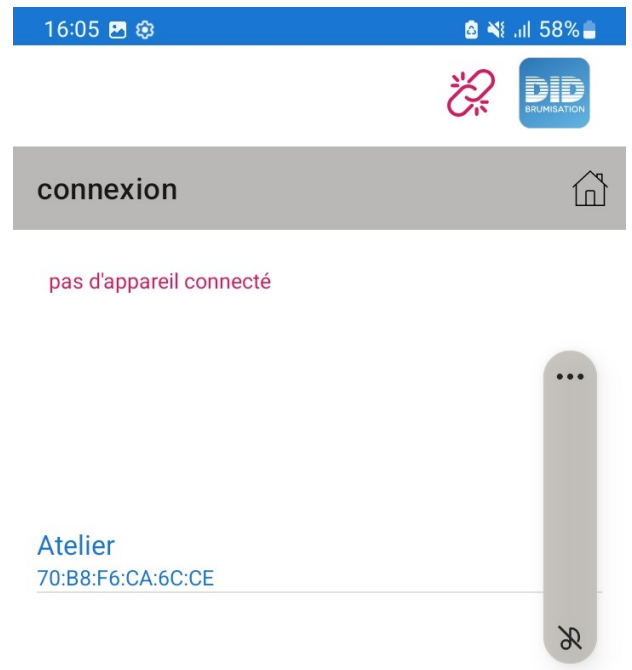 16:05
58%
DID
BRUMISATION
connexion
pas d'appareil connecté
Atelier
70:B8:F6:CA:6C:CE